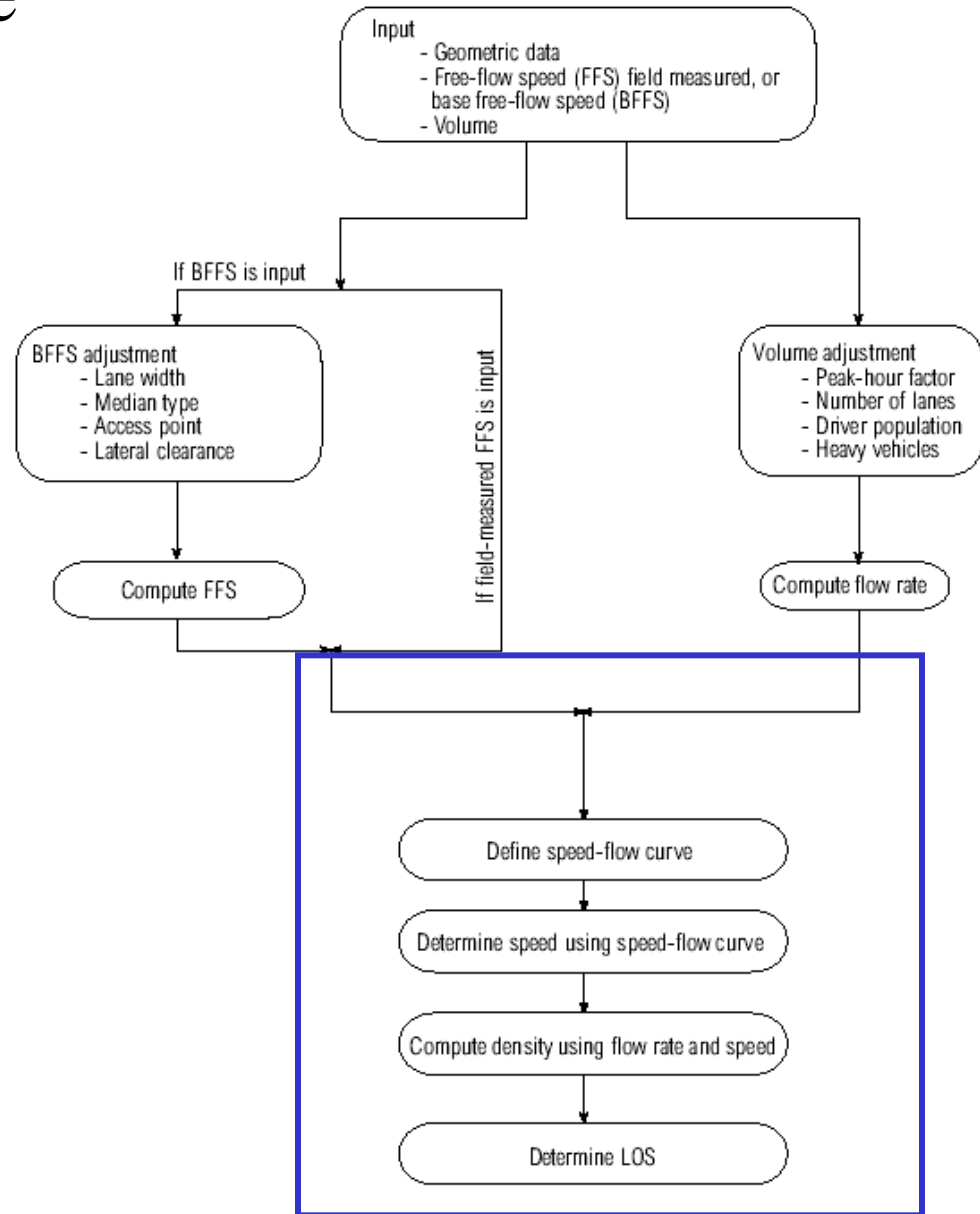 Input
- Geometric data
- Free-flow speed (FFS) field measured, or
base free-flow speed (BFFS)
- Volume
If BFFS is input
BFFS adjustment
- Lane width
- Median type
- Access point
- Lateral clearance
If field-measured FFS is input
Volume adjustment
- Peak-hour factor
- Number of lanes
- Driver population
- Heavy vehicles
Compute FFS
Compute flow rate
Define speed-flow curve
Determine speed using speed-flow curve
Compute density using flow rate and speed
Determine LOS